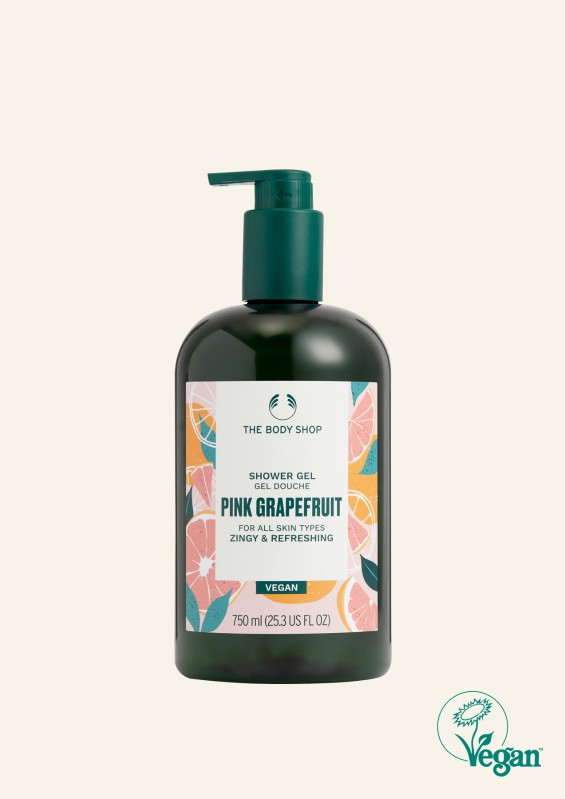 THE BODY SHOP
SHOWER GEL
GEL DOUCHE
PINK GRAPEFRUIT
FOR ALL SKIN TYPES
ZINGY & REFRESHING
VEGAN
750 ml (25.3 US FL OZ)
Vegan™